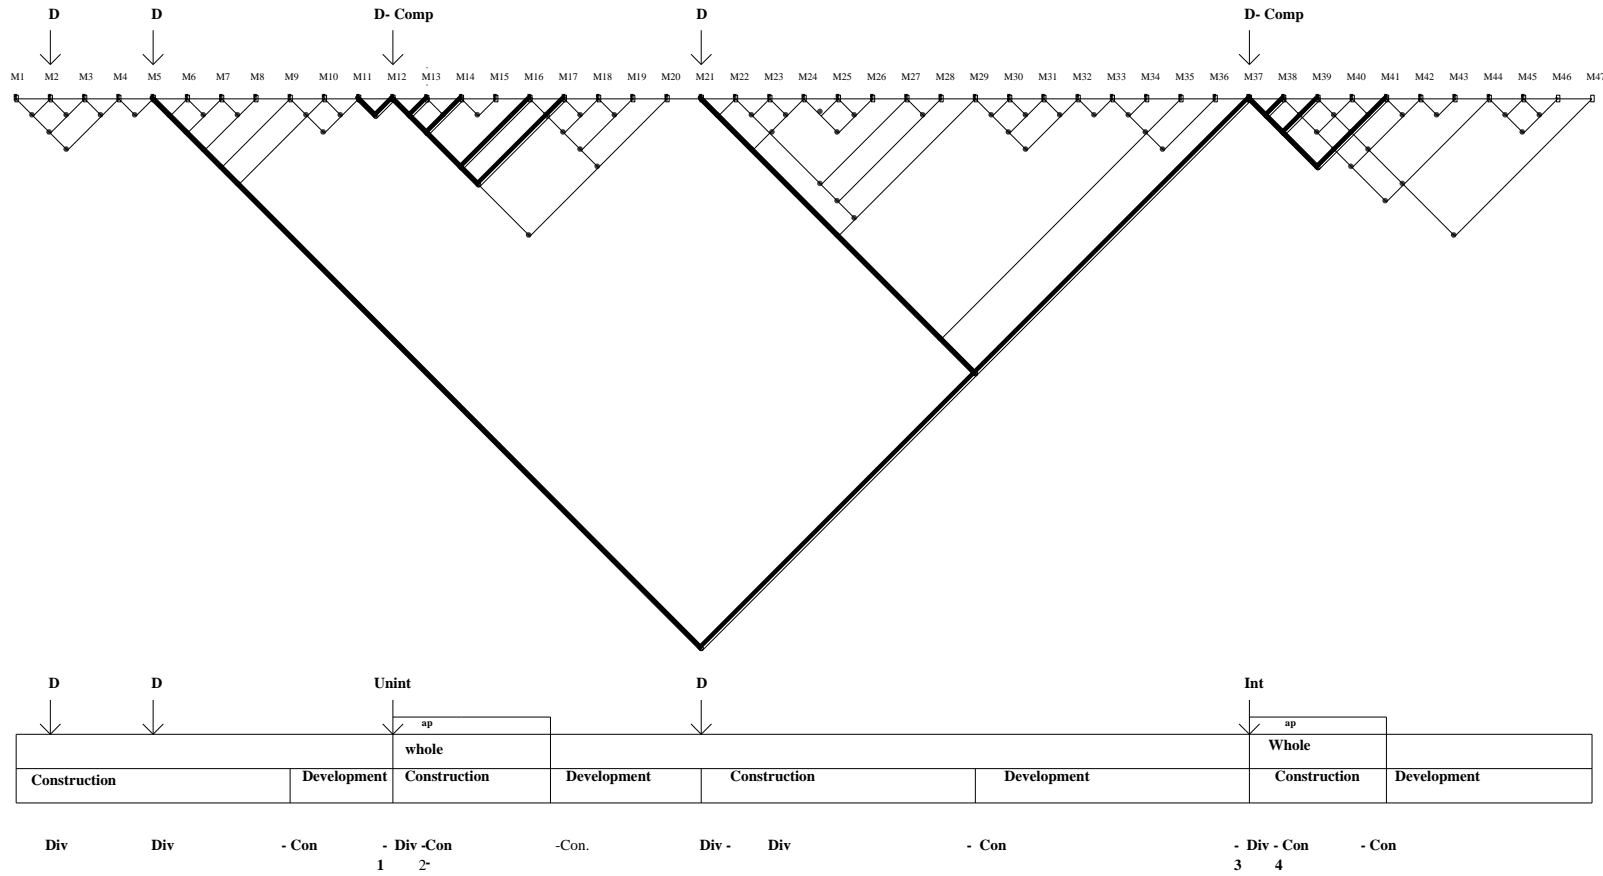 D D D- Comp D D- Comp
M1 M2 M3 M4 M5 M6 M7 M8 M9 M10 M11 M12 M13 M14 M15 M16 M17 M18 M19 M20 M21 M22 M23 M24 M25 M26 M27 M28 M29 M30 M31 M32 M33 M34 M35 M36 M37 M38 M39 M40 M41 M42 M43 M44 M45 M46 M47
D D Unint D Int
ap ap
whole Whole
Construction Development Construction Development Construction Development Construction Development
Div Div - Con - Div -Con -Con. Div - Div - Con - Div - Con - Con
1 2- 3 4